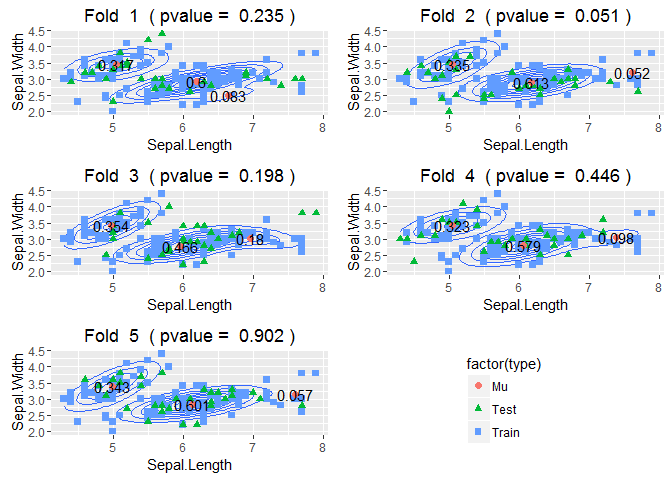 Fold 1 ( pvalue = 0.235 )
Sepal.Width
4.5
4.0
3.5
3.0
2.5
2.0
0.317
0.6
0.083
5 6 7 8
Sepal.Length
Fold 2 ( pvalue = 0.051 )
Sepal.Width
4.5
4.0
3.5
3.0
2.5
2.0
0.335
0.613
0.052
5 6 7 8
Sepal.Length
Fold 3 ( pvalue = 0.198 )
Sepal.Width
4.5
4.0
3.5
3.0
2.5
2.0
0.354
0.466
0.18
5 6 7 8
Sepal.Length
Fold 4 ( pvalue = 0.446 )
Sepal.Width
4.5
4.0
3.5
3.0
2.5
2.0
0.323
0.579
0.098
5 6 7 8
Sepal.Length
Fold 5 ( pvalue = 0.902 )
Sepal.Width
4.5
4.0
3.5
3.0
2.5
2.0
0.343
0.601
0.057
5 6 7 8
Sepal.Length
factor(type)
Mu
Test
Train